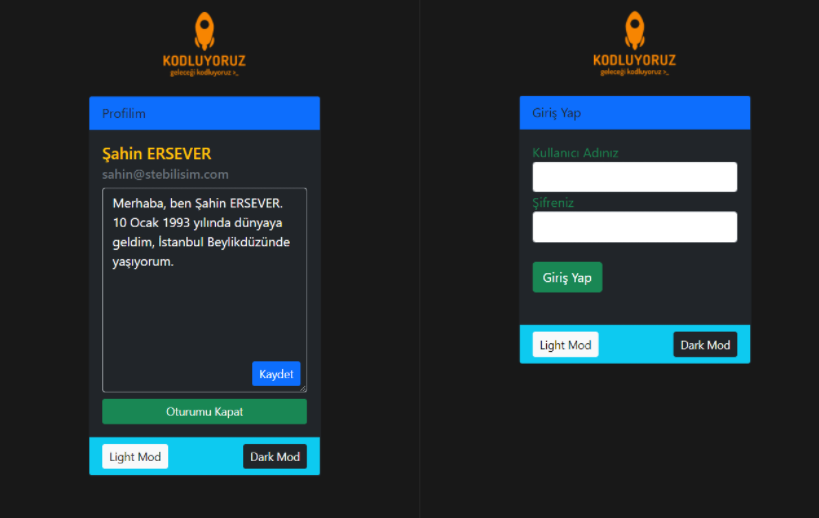 KODLUYORUZ
geleceği kodluyoruz >_
Profilim
Şahin ERSEVER
sahin@stebilisim.com
Merhaba, ben Şahin ERSEVER.
10 Ocak 1993 yılında dünyaya
geldim, İstanbul Beylikdüzünde
yaşıyorum.
Kaydet
Oturumu Kapat
Light Mod
Dark Mod
KODLUYORUZ
geleceği kodluyoruz >_
Giriş Yap
Kullanıcı Adınız
Şifreniz
Giriş Yap
Light Mod
Dark Mod